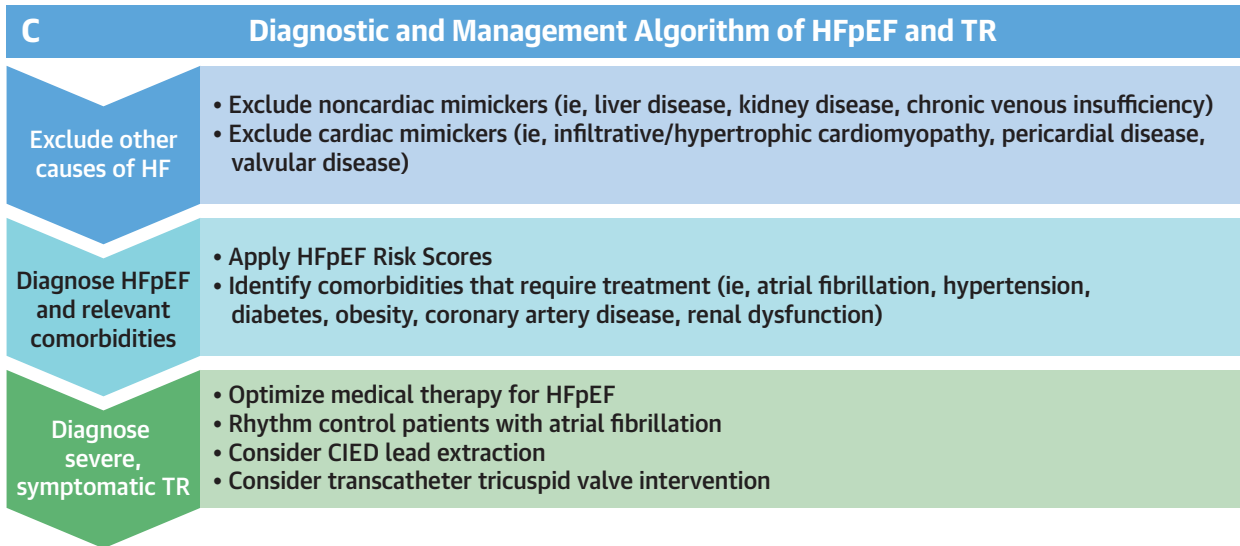 C
Diagnostic and Management Algorithm of HFpEF and TR
Exclude other
causes of HF
• Exclude noncardiac mimickers (ie, liver disease, kidney disease, chronic venous insufficiency)
• Exclude cardiac mimickers (ie, infiltrative/hypertrophic cardiomyopathy, pericardial disease,
valvular disease)
Diagnose HFpEF
and relevant
comorbidities
• Apply HFpEF Risk Scores
• Identify comorbidities that require treatment (ie, atrial fibrillation, hypertension,
diabetes, obesity, coronary artery disease, renal dysfunction)
Diagnose
severe,
symptomatic TR
• Optimize medical therapy for HFpEF
• Rhythm control patients with atrial fibrillation
• Consider CIED lead extraction
• Consider transcatheter tricuspid valve intervention